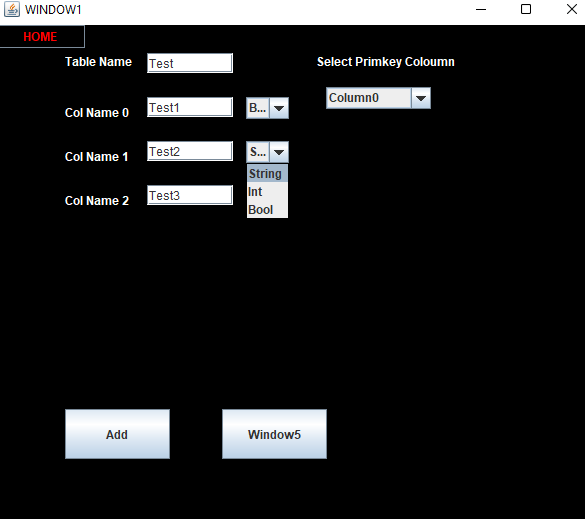 WINDOW1
HOME
Table Name Test Select Primkey Coloumn
Column0
Col Name 0 Test1 B...
Col Name 1 Test2 S...
String
Int
Col Name 2 Test3
Bool
Add Window5